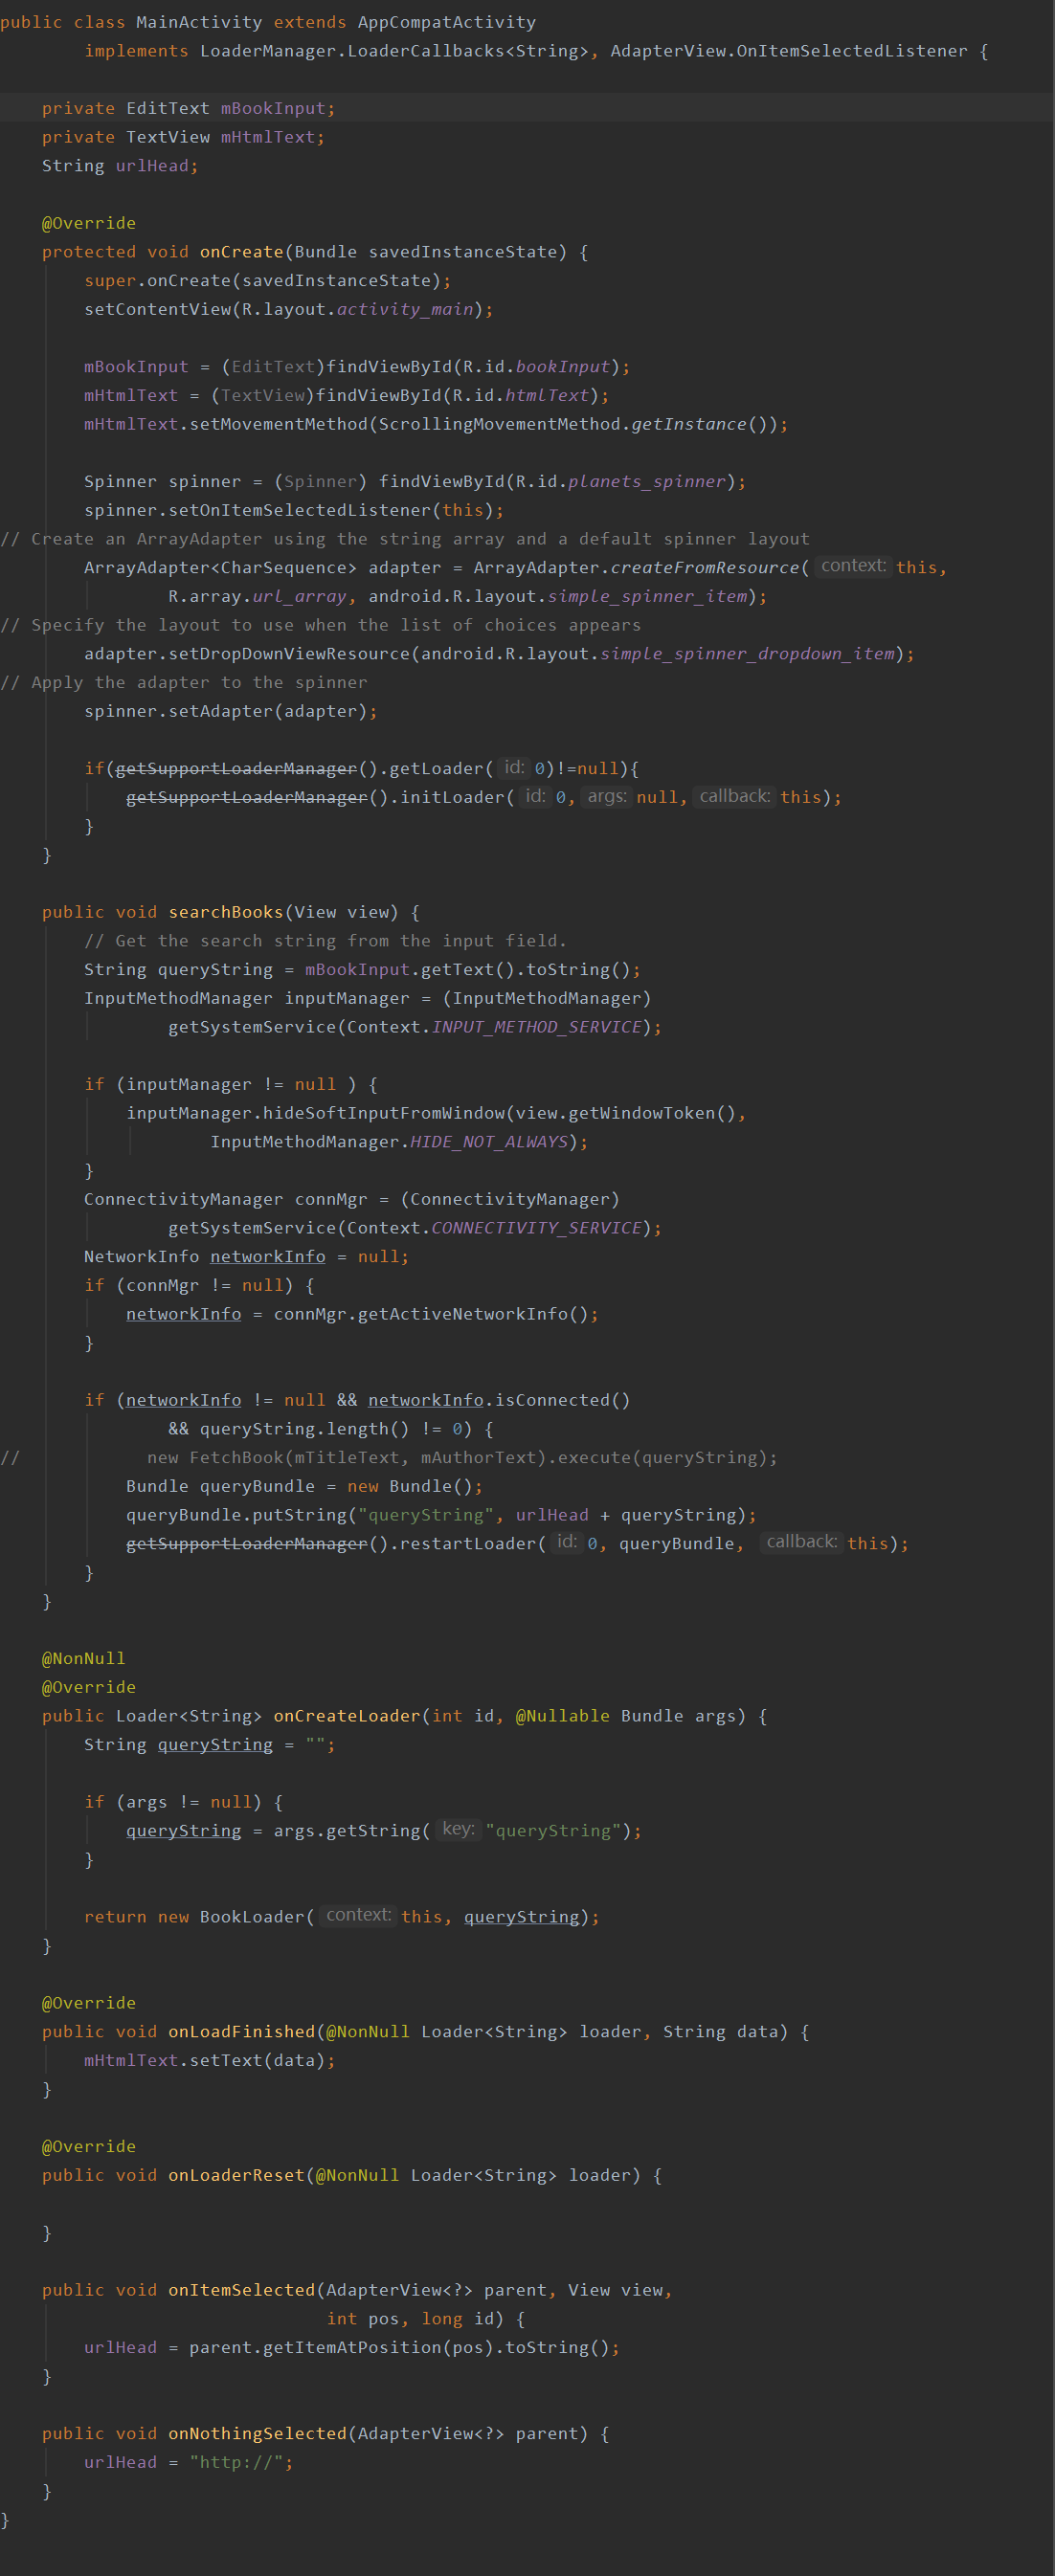 public class MainActivity extends AppCompatActivity
        implements LoaderManager.LoaderCallbacks<String>, AdapterView.OnItemSelectedListener {

    private EditText mBookInput;
    private TextView mHtmlText;
    String urlHead;

    @Override
    protected void onCreate(Bundle savedInstanceState) {
        super.onCreate(savedInstanceState);
        setContentView(R.layout.activity_main);

        mBookInput = (EditText)findViewById(R.id.bookInput);
        mHtmlText = (TextView)findViewById(R.id.htmlText);
        mHtmlText.setMovementMethod(ScrollingMovementMethod.getInstance());

        Spinner spinner = (Spinner) findViewById(R.id.planets_spinner);
        spinner.setOnItemSelectedListener(this);
// Create an ArrayAdapter using the string array and a default spinner layout
        ArrayAdapter<CharSequence> adapter = ArrayAdapter.createFromResource( context: this,
                R.array.url_array, android.R.layout.simple_spinner_item);
// Specify the layout to use when the list of choices appears
        adapter.setDropDownViewResource(android.R.layout.simple_spinner_dropdown_item);
// Apply the adapter to the spinner
        spinner.setAdapter(adapter);

        if(getSupportLoaderManager().getLoader( id: 0)!=null){
            getSupportLoaderManager().initLoader( id: 0, args: null, callback: this);
        }
    }

    public void searchBooks(View view) {
        // Get the search string from the input field.
        String queryString = mBookInput.getText().toString();
        InputMethodManager inputManager = (InputMethodManager)
                getSystemService(Context.INPUT_METHOD_SERVICE);

        if (inputManager != null ) {
            inputManager.hideSoftInputFromWindow(view.getWindowToken(),
                    InputMethodManager.HIDE_NOT_ALWAYS);
        }
        ConnectivityManager connMgr = (ConnectivityManager)
                getSystemService(Context.CONNECTIVITY_SERVICE);
        NetworkInfo networkInfo = null;
        if (connMgr != null) {
            networkInfo = connMgr.getActiveNetworkInfo();
        }

        if (networkInfo != null && networkInfo.isConnected()
                && queryString.length() != 0) {
//            new FetchBook(mTitleText, mAuthorText).execute(queryString);
            Bundle queryBundle = new Bundle();
            queryBundle.putString("queryString", urlHead + queryString);
            getSupportLoaderManager().restartLoader( id: 0, queryBundle, callback: this);
        }
    }

    @NonNull
    @Override
    public Loader<String> onCreateLoader(int id, @Nullable Bundle args) {
        String queryString = "";

        if (args != null) {
            queryString = args.getString( key: "queryString");
        }

        return new BookLoader( context: this, queryString);
    }

    @Override
    public void onLoadFinished(@NonNull Loader<String> loader, String data) {
        mHtmlText.setText(data);
    }

    @Override
    public void onLoaderReset(@NonNull Loader<String> loader) {

    }

    public void onItemSelected(AdapterView<?> parent, View view,
                               int pos, long id) {
        urlHead = parent.getItemAtPosition(pos).toString();
    }

    public void onNothingSelected(AdapterView<?> parent) {
        urlHead = "http://";
    }
}